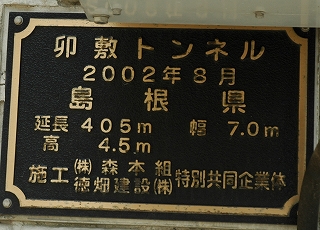 卯敷トンネル
2002年8月
島根県
延長 405m 幅 7.0m
高 4.5m
施工 ㈱森本組 徳畑建設㈱ 特別共同企業体